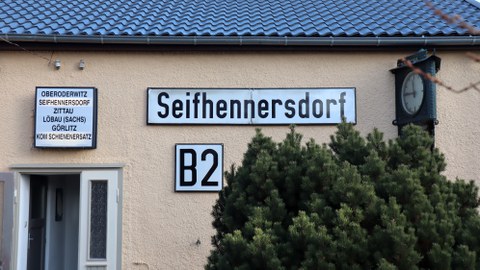 OBERODERWITZ
SEIFHENNERSDORF
ZITTAU
LÖBAU (SACHS)
GÖRLITZ
KOM SCHIENENERSATZ
Seifhennersdorf
B2